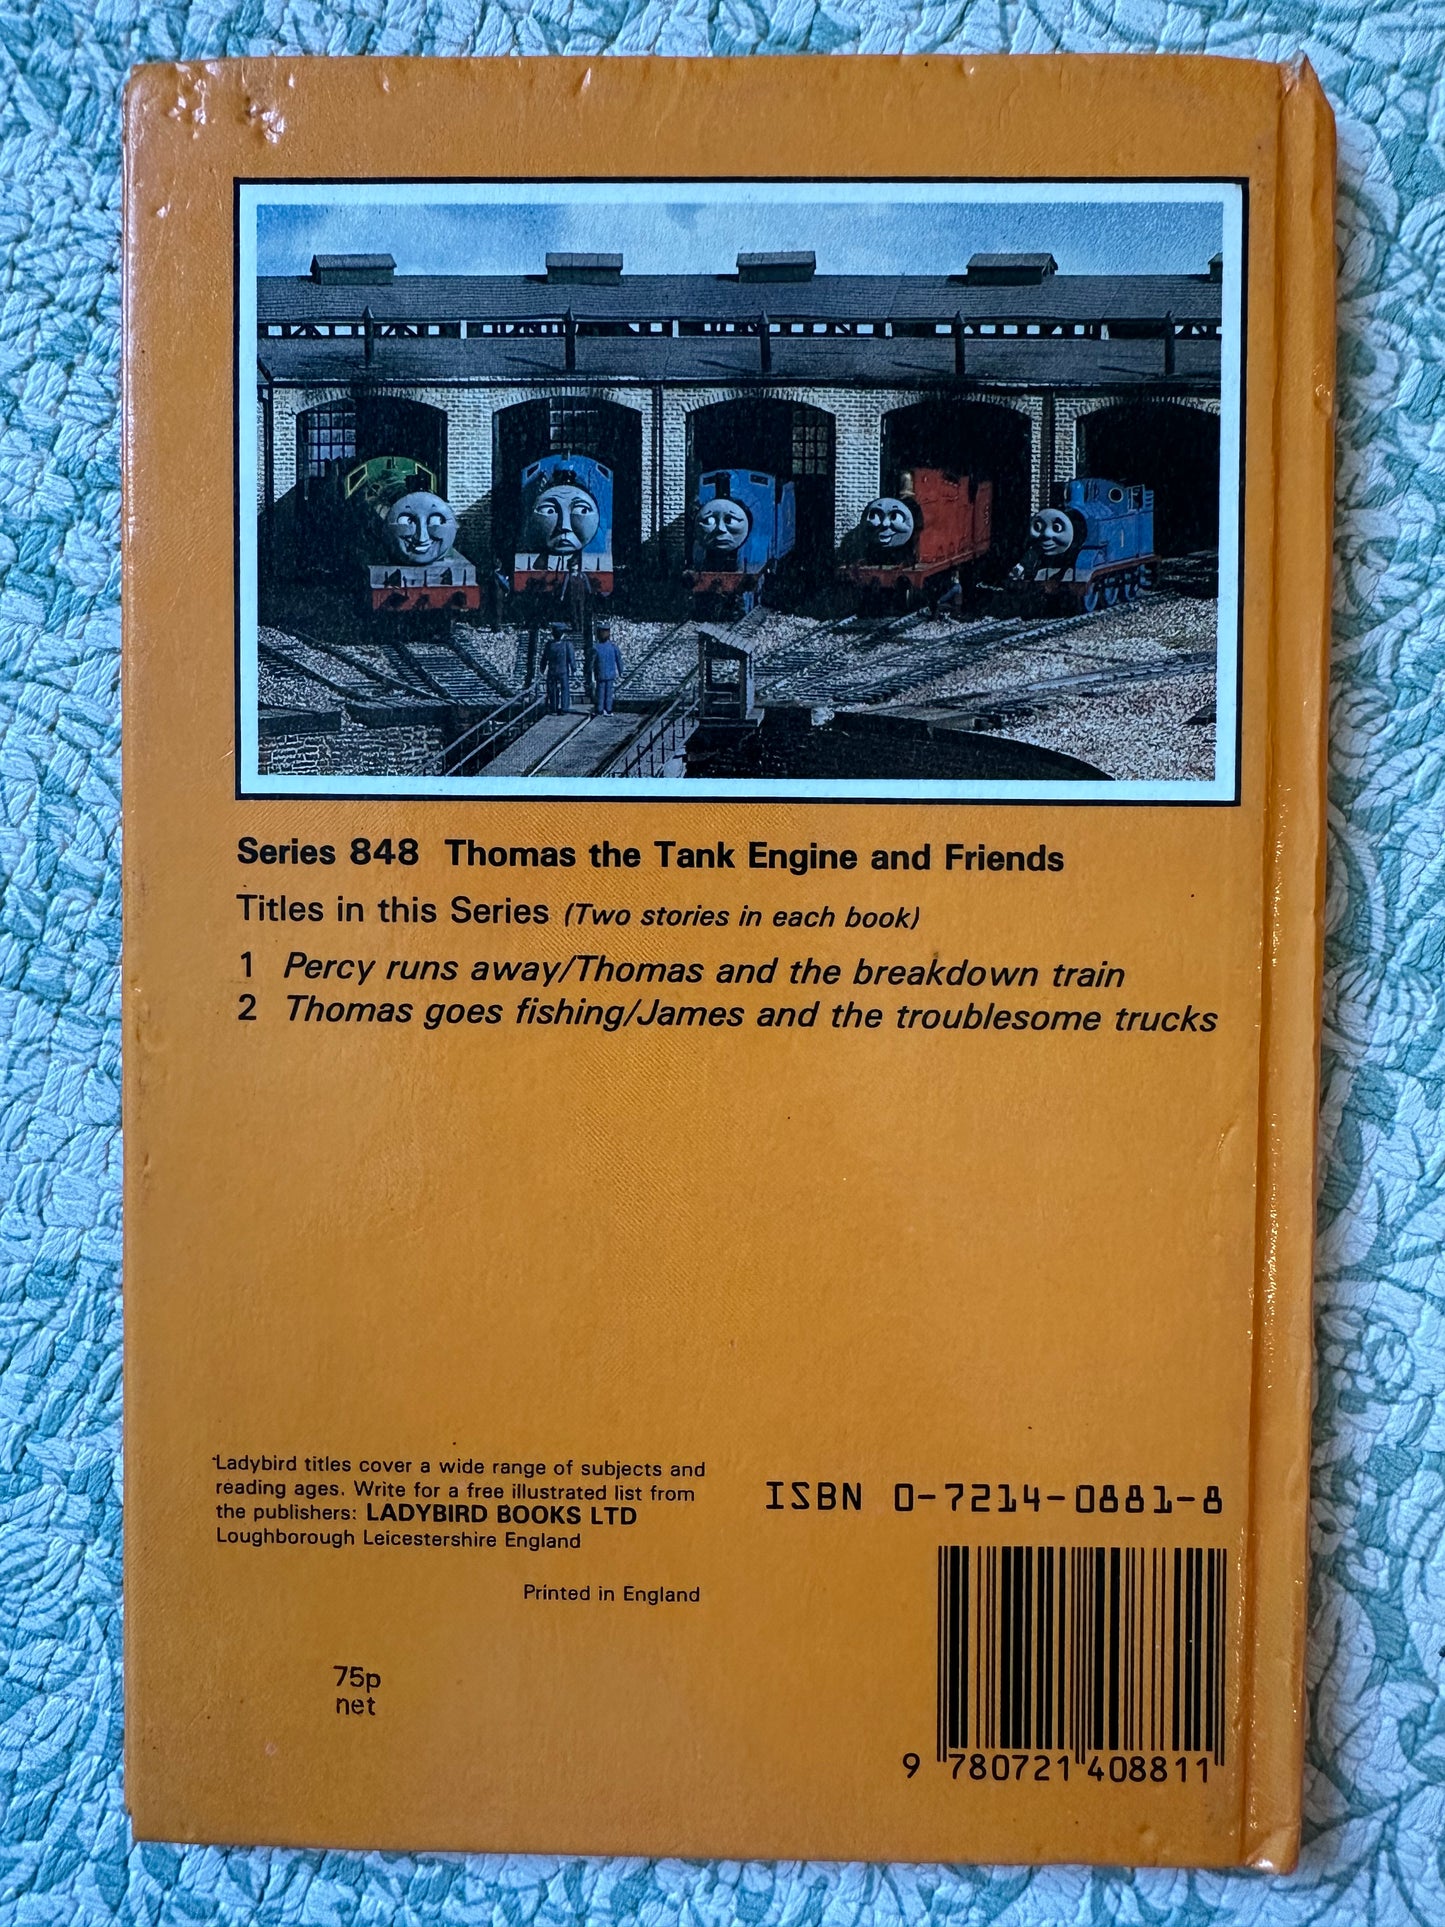 Series 848 Thomas the Tank Engine and Friends
Titles in this Series (Two stories in each book)
1 Percy runs away/Thomas and the breakdown train
2 Thomas goes fishing/James and the troublesome trucks
Ladybird titles cover a wide range of subjects and
reading ages. Write for a free illustrated list from
the publishers: LADYBIRD BOOKS LTD
Loughborough Leicestershire England
Printed in England
75p
net
ISBN 0-7214-0881-8
9 780721 408811